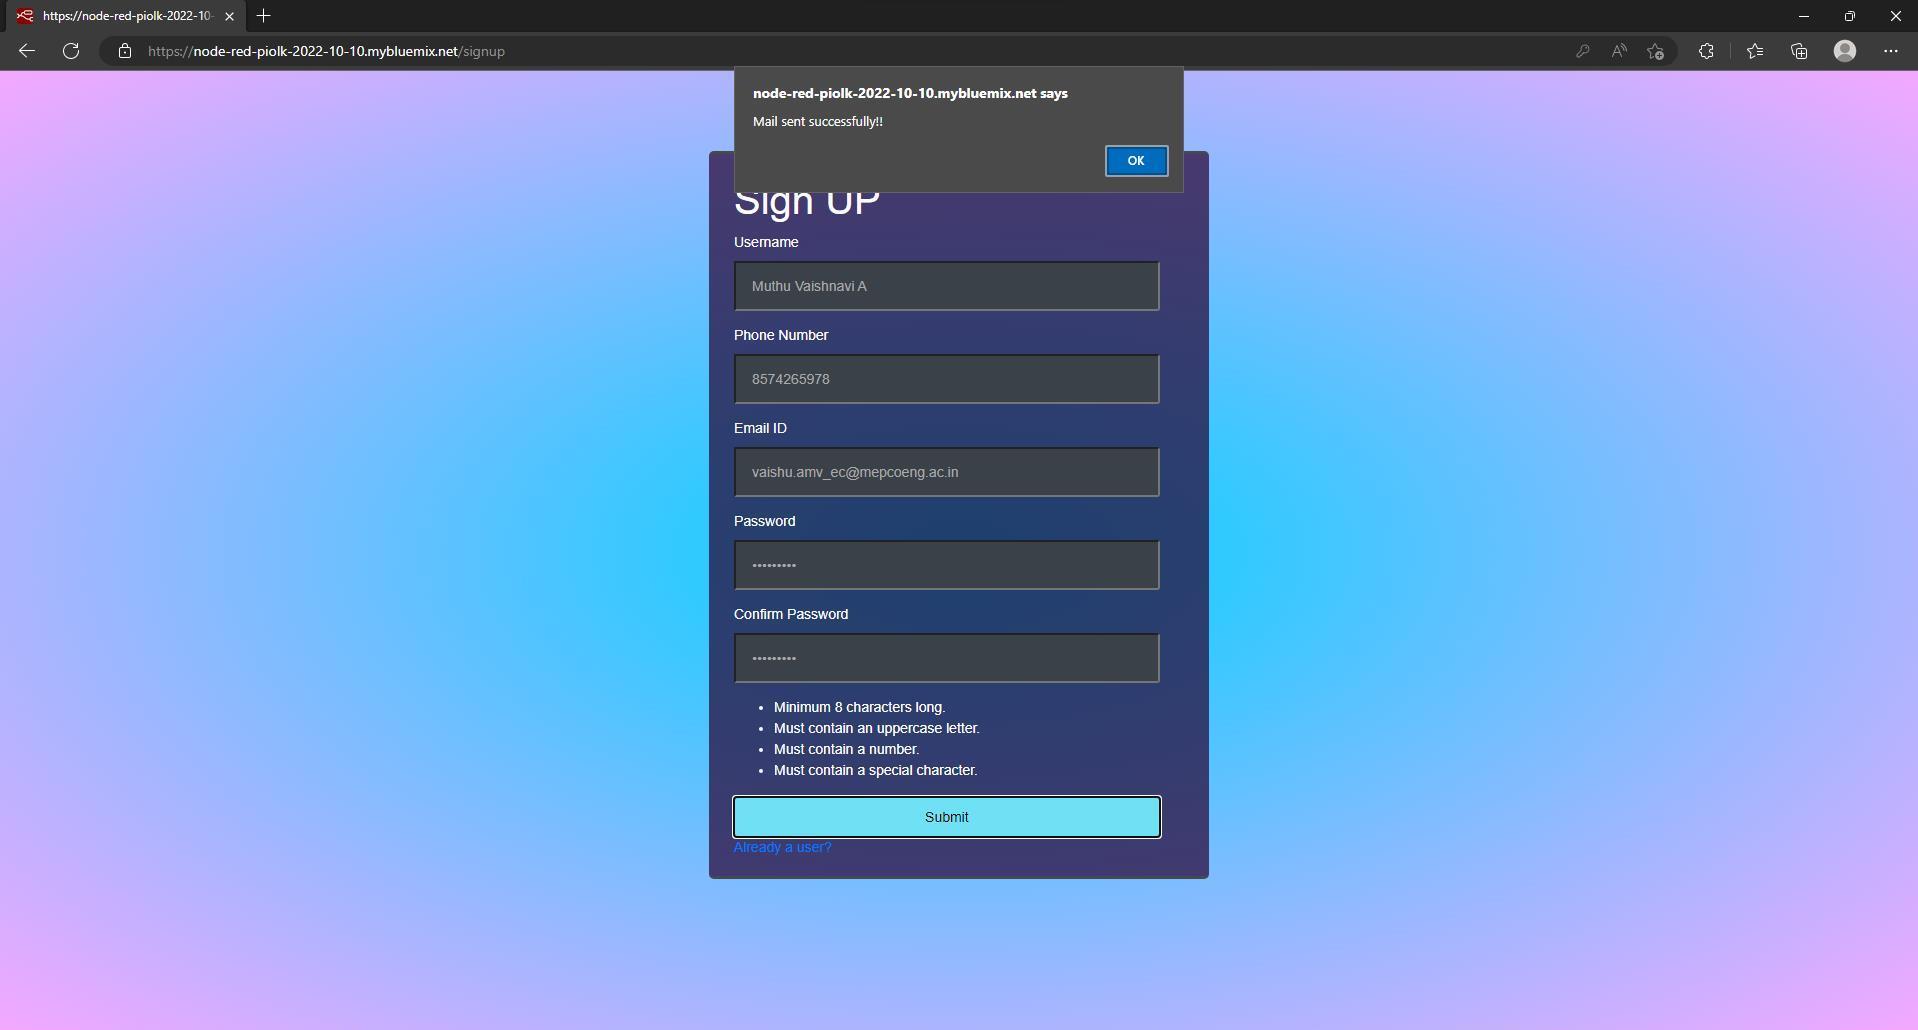 https://node-red-piolk-2022-10-
https://node-red-piolk-2022-10-10.mybluemix.net/signup
node-red-piolk-2022-10-10.mybluemix.net says
Mail sent successfully!!
OK
Sign UP
Username
Muthu Vaishnavi A
Phone Number
8574265978
Email ID
vaishu.amv_ec@mepcoeng.ac.in
Password
•••••••••
Confirm Password
•••••••••
• Minimum 8 characters long.
• Must contain an uppercase letter.
• Must contain a number.
• Must contain a special character.
Submit
Already a user?